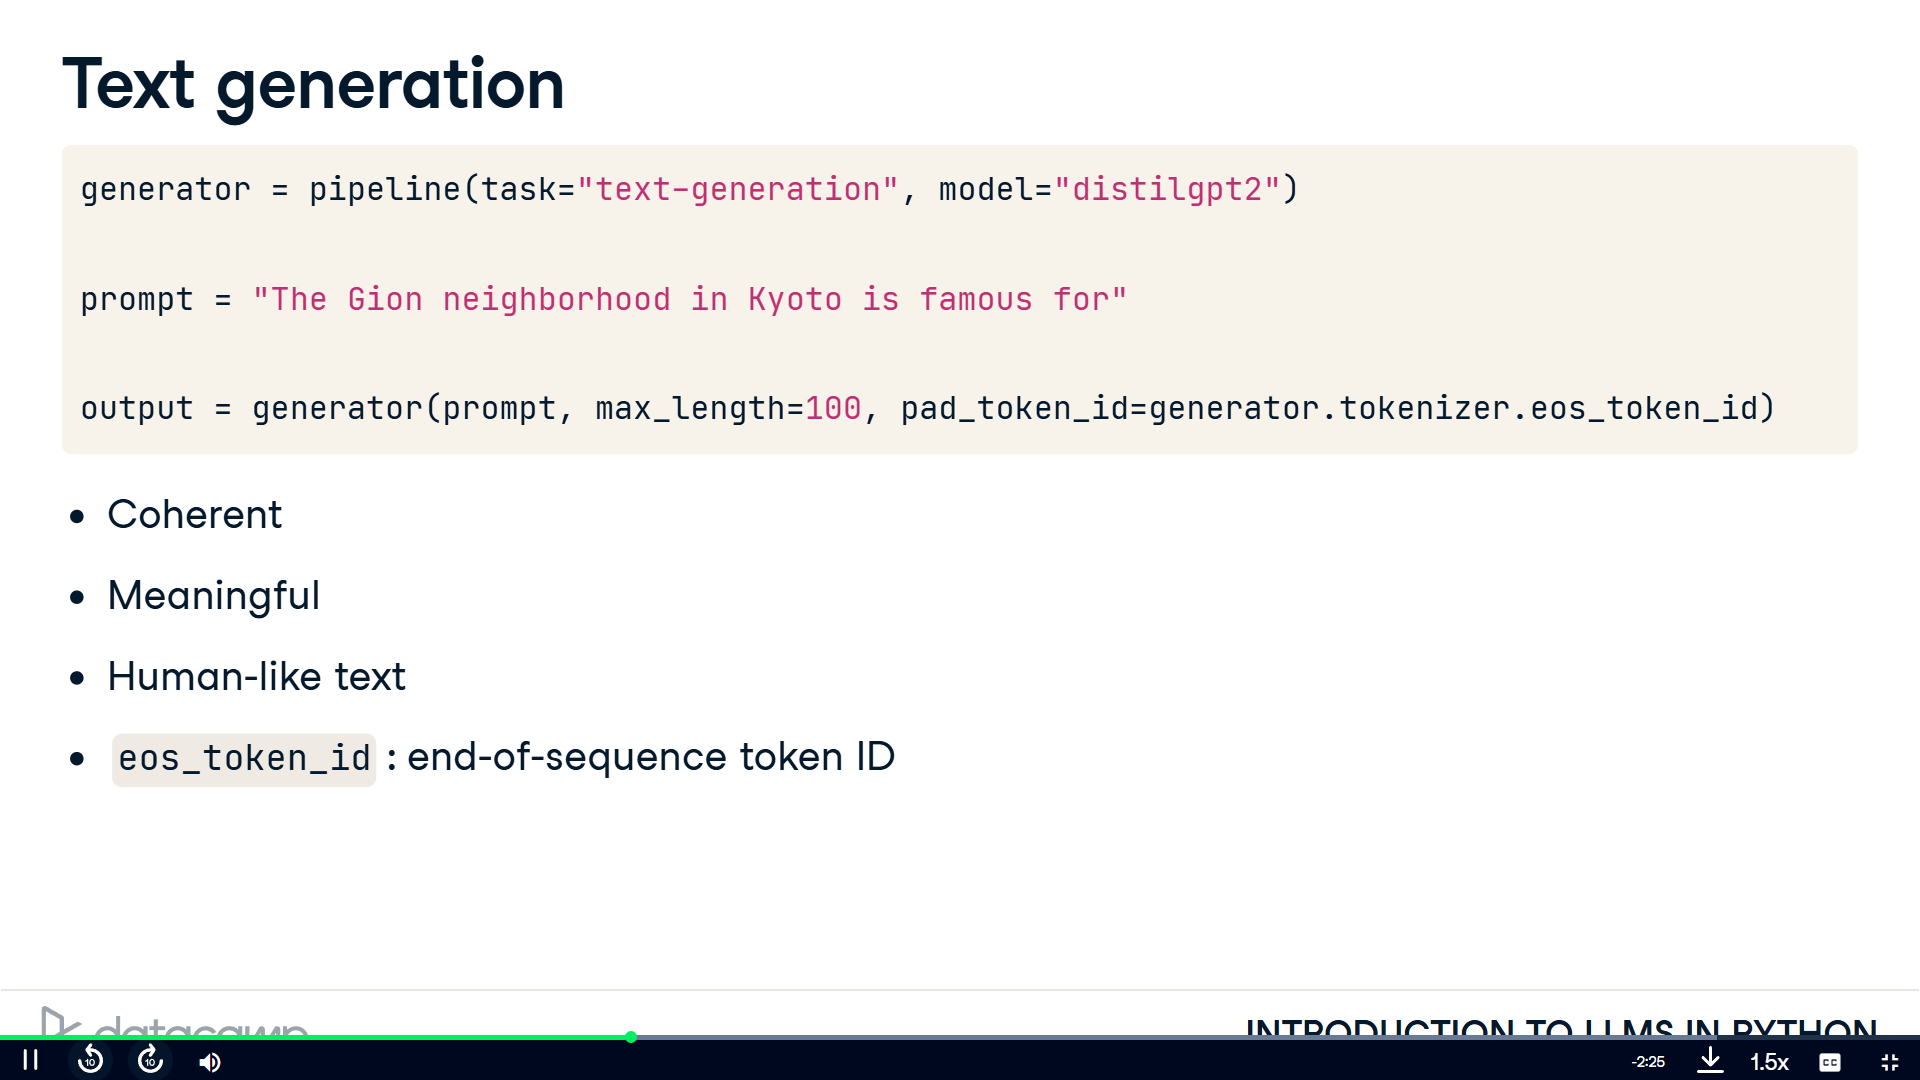 Text generation
generator = pipeline(task="text-generation", model="distilgpt2")
prompt = "The Gion neighborhood in Kyoto is famous for"
output = generator(prompt, max_length=100, pad_token_id=generator.tokenizer.eos_token_id)
• Coherent
• Meaningful
• Human-like text
• eos_token_id : end-of-sequence token ID
datacamp
INTRODUCTION TO LLMS IN PYTHON
10
10
-2:25
1.5x
CC